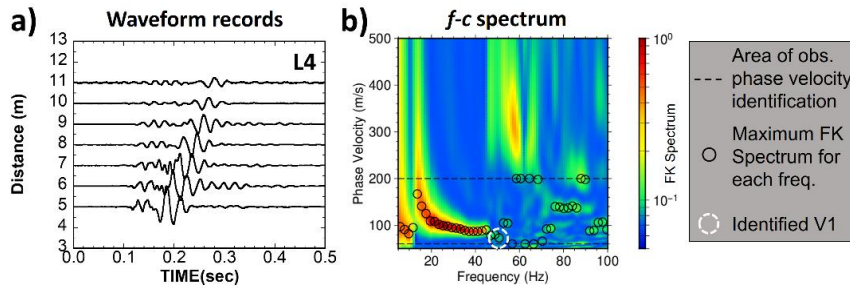 a) Waveform records
L4
13
12
11
10
9
8
7
6
5
4
3
Distance (m)
0.0 0.1 0.2 0.3 0.4 0.5
TIME(sec)
b) f-c spectrum
500
400
300
200
100
Phase Velocity (m/s)
20 40 60 80 100
Frequency (Hz)
10⁰
10⁻¹
FK Spectrum
Area of obs.
phase velocity
identification
Maximum FK
Spectrum for
each freq.
Identified V1